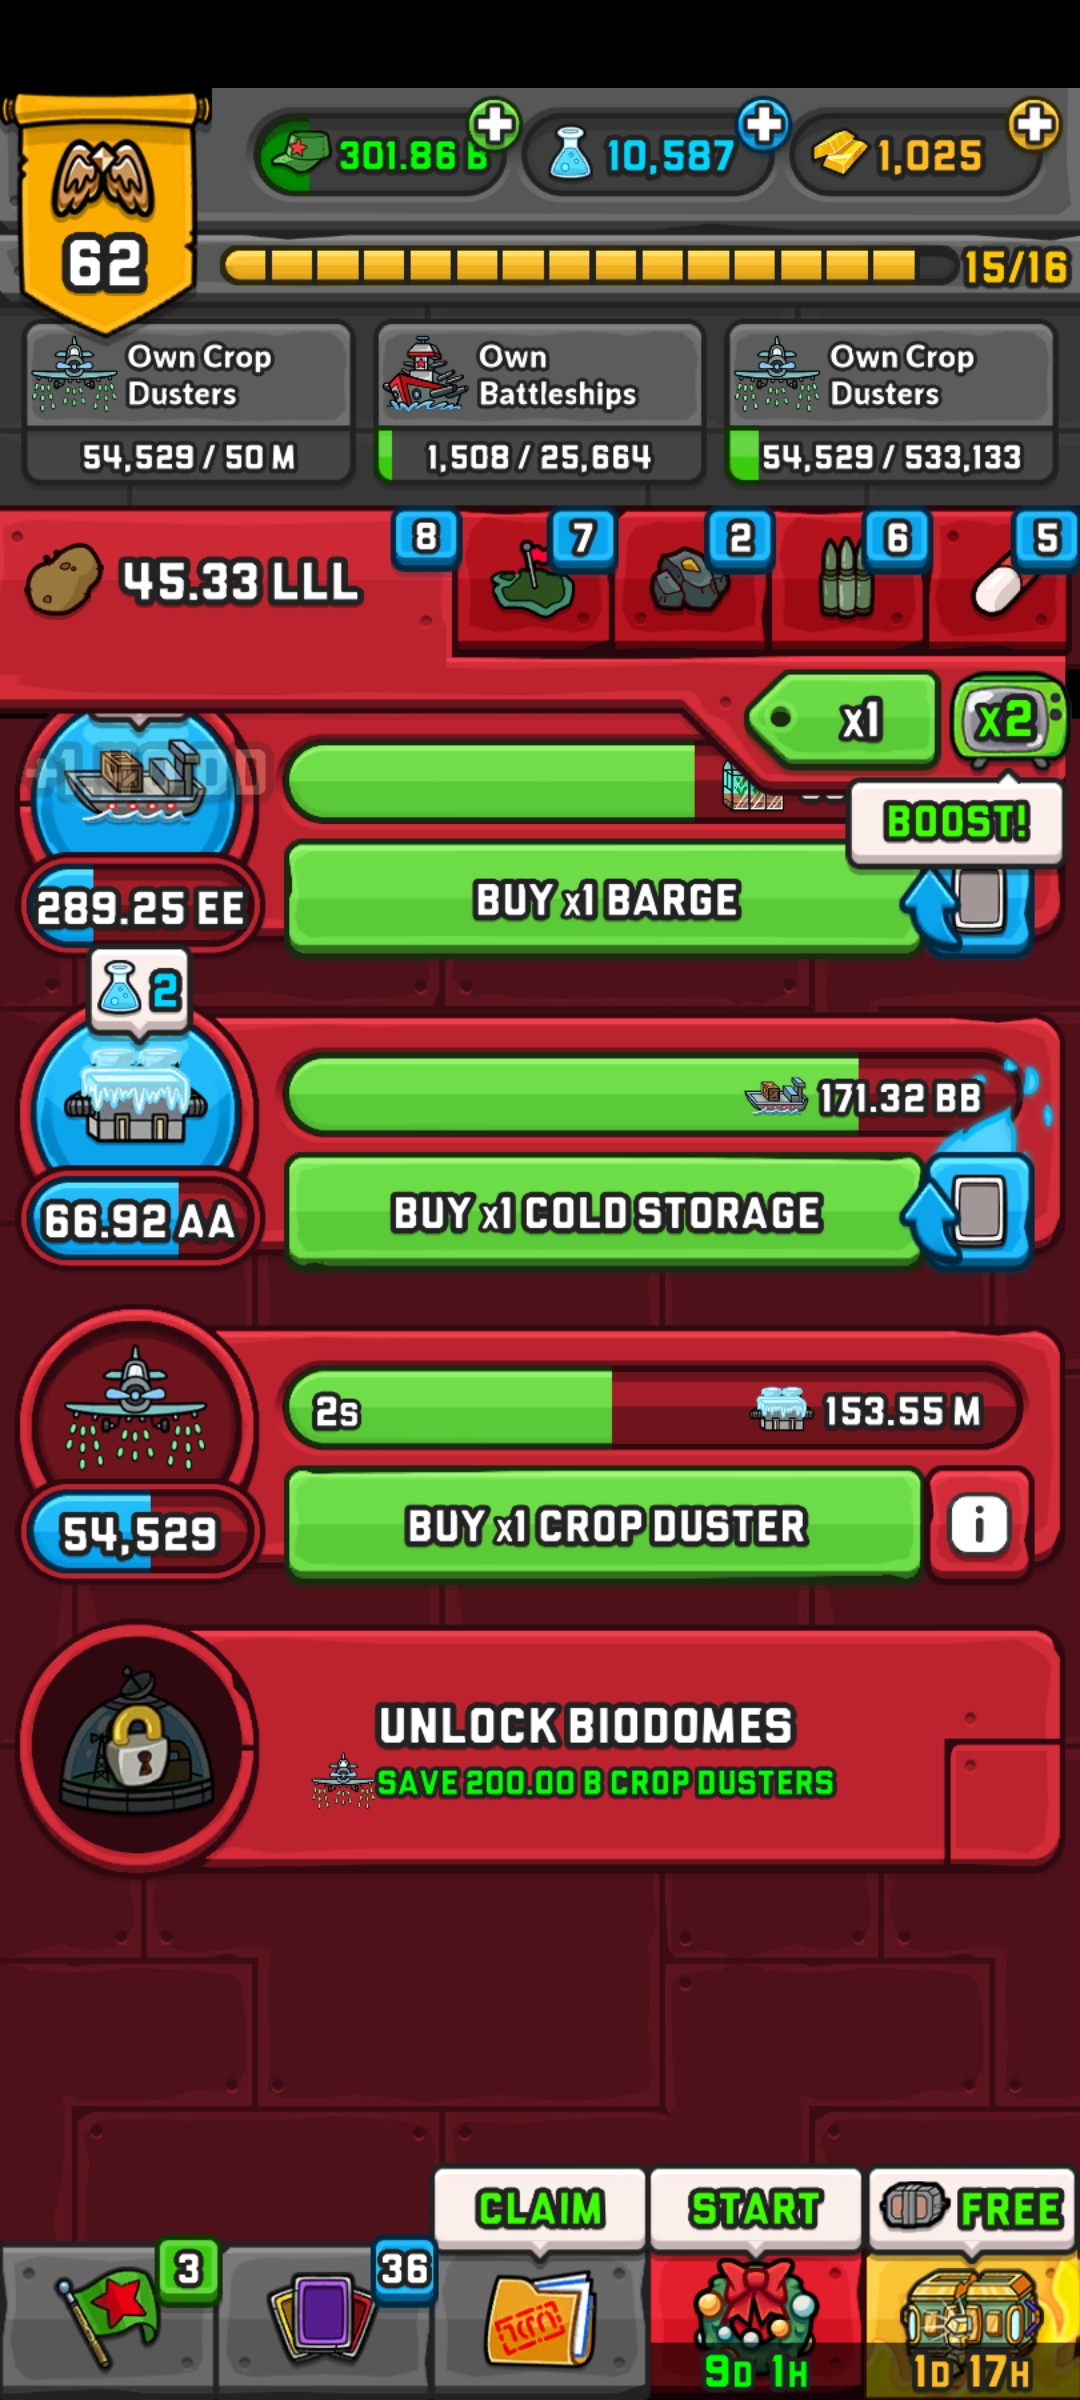 301.86 B
10,587
1,025
62
15/16
Own Crop
Dusters
Own
Battleships
Own Crop
Dusters
54,529 / 50 M
1,508 / 25,664
54,529 / 533,133
45.33 LLL
8
7
2
6
5
x1
x2
BOOST!
289.25 EE
BUY x1 BARGE
2
171.32 BB
66.92 AA
BUY x1 COLD STORAGE
2s
153.55 M
54,529
BUY x1 CROP DUSTER
i
UNLOCK BIODOMES
SAVE 200.00 B CROP DUSTERS
CLAIM
START
FREE
3
36
9D 1H
1D 17H